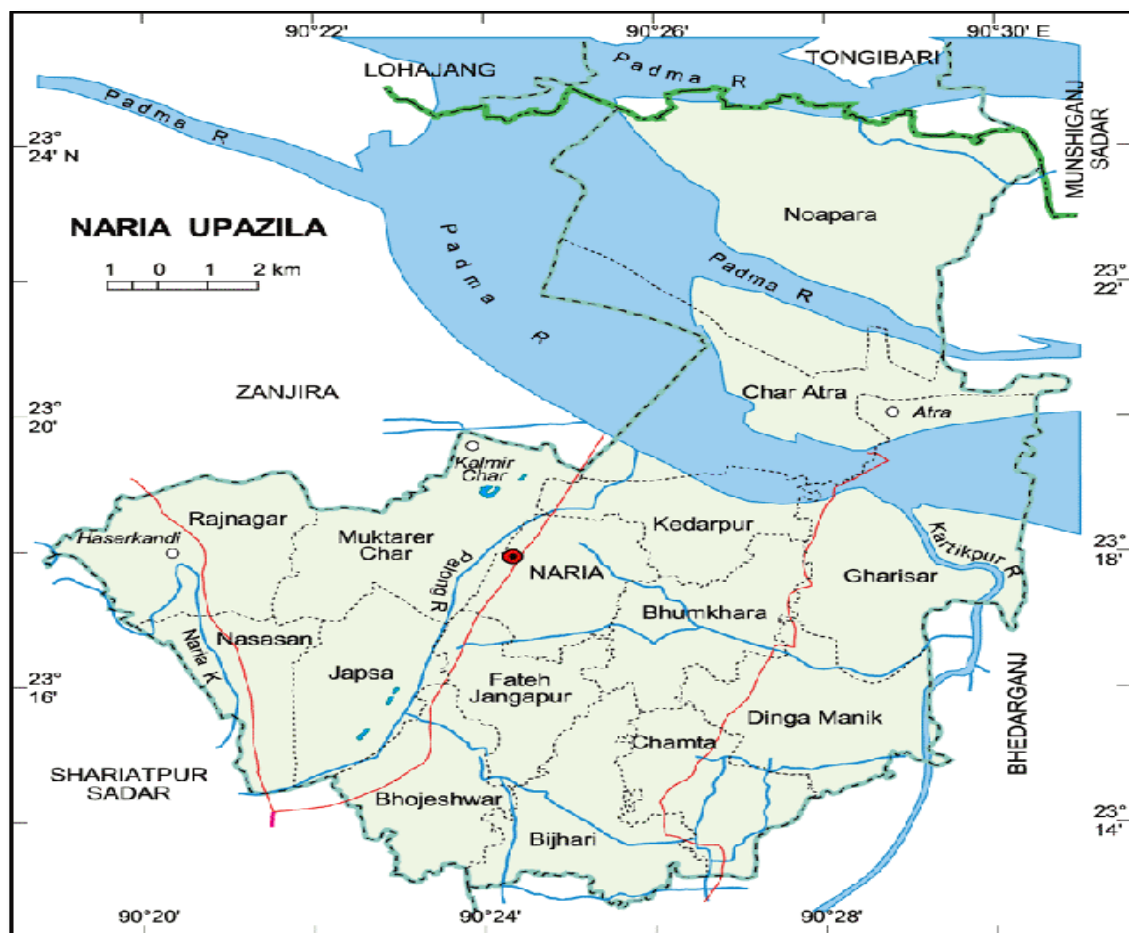 90°22'
90°26'
90°30' E
TONGIBARI
LOHAJANG
Padma R
Padma R
23°
24' N
MUNSHIGANJ
SADAR
Noapara
NARIA UPAZILA
Padma R
1 0 1 2 km
Padma R
23°
22'
ZANJIRA
Char Atra
Atra
23°
20'
Kolmir
Char
Rajnagar
Haserkandi
Muktarer
Char
Kedarpur
Kartikpur R
23°
18'
Palong R
NARIA
Gharisar
Bhumkhara
Nasasan
Naria K
Japsa
Fateh
Jangapur
23°
16'
Dinga Manik
Chamta
BHEDARGANJ
SHARIATPUR
SADAR
Bhojeshwar
Bijhari
23°
14'
90°20'
90°24'
90°28'